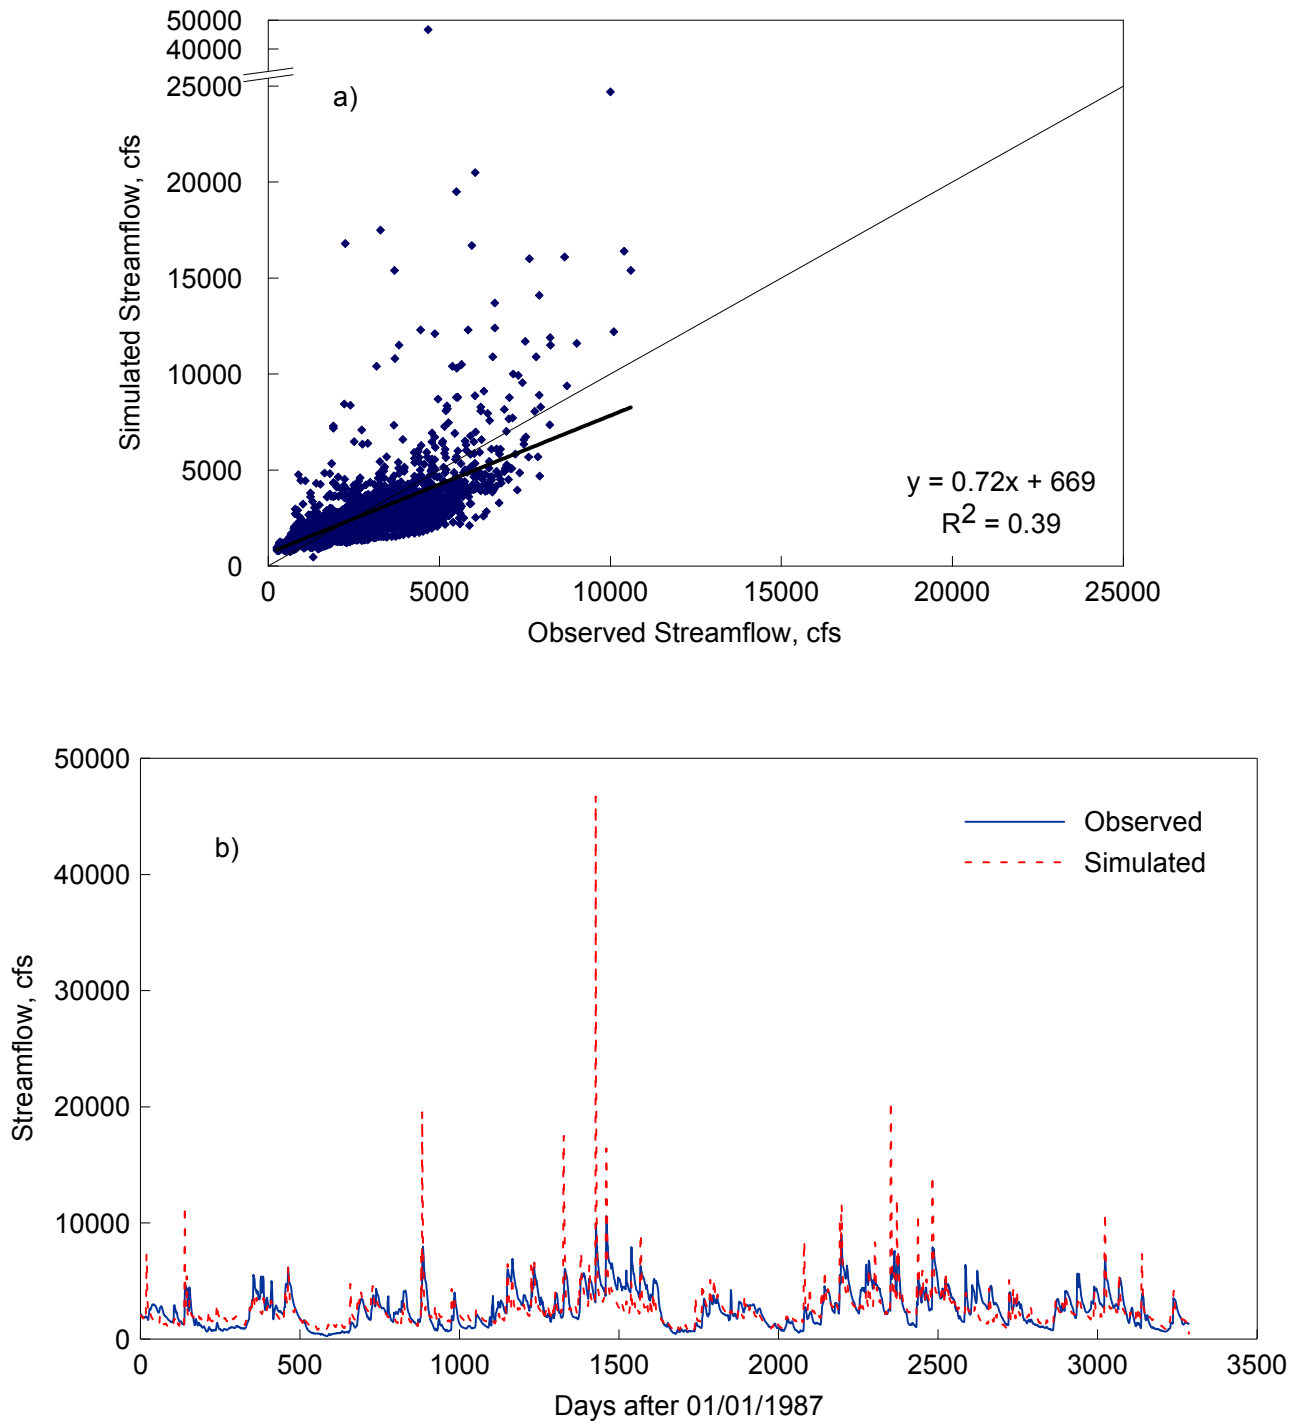 50000
40000
25000
a)
20000
15000
10000
5000
0
Simulated Streamflow, cfs
y = 0.72x + 669
R2 = 0.39
0 5000 10000 15000 20000 25000
Observed Streamflow, cfs
50000
40000
30000
20000
10000
0
Streamflow, cfs
b)
Observed
Simulated
0 500 1000 1500 2000 2500 3000 3500
Days after 01/01/1987